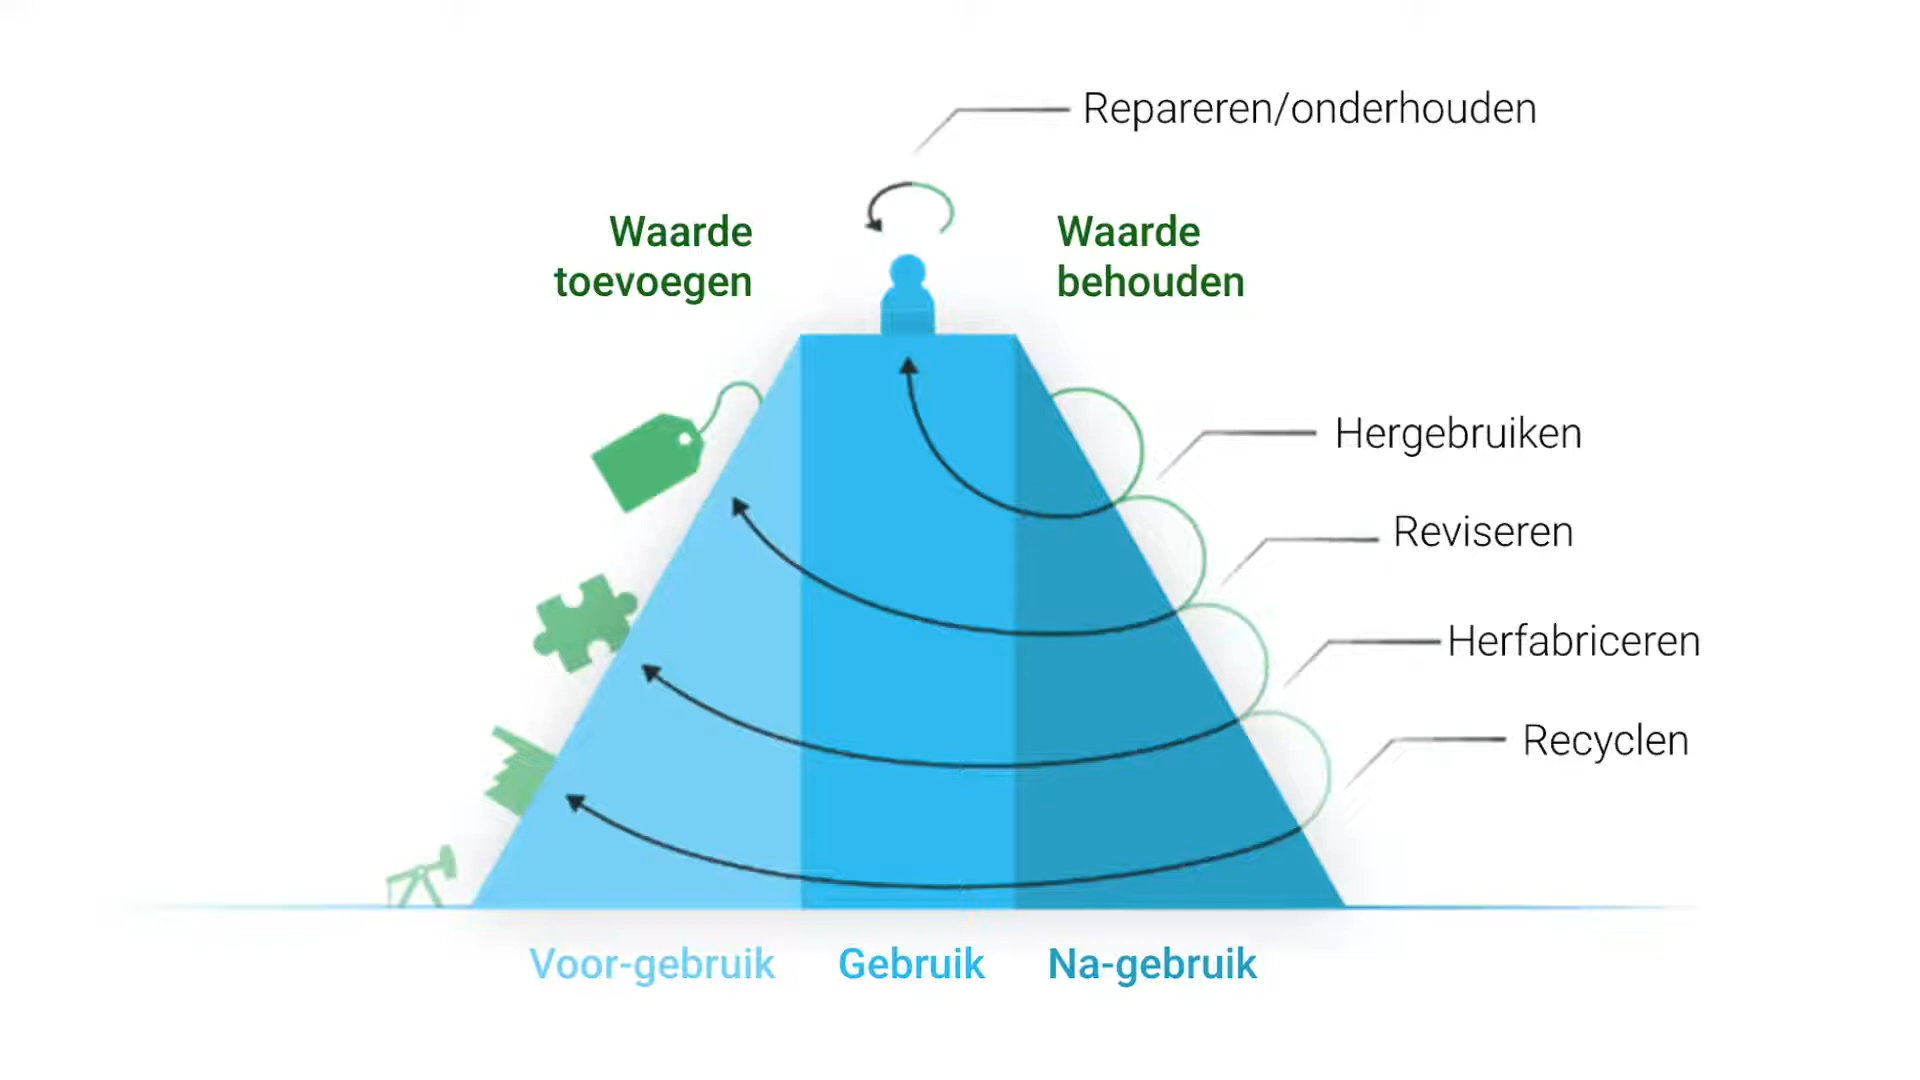 Repareren/onderhouden
Waarde
toevoegen
Waarde
behouden
Hergebruiken
Reviseren
Herfabriceren
Recyclen
Voor-gebruik
Gebruik
Na-gebruik